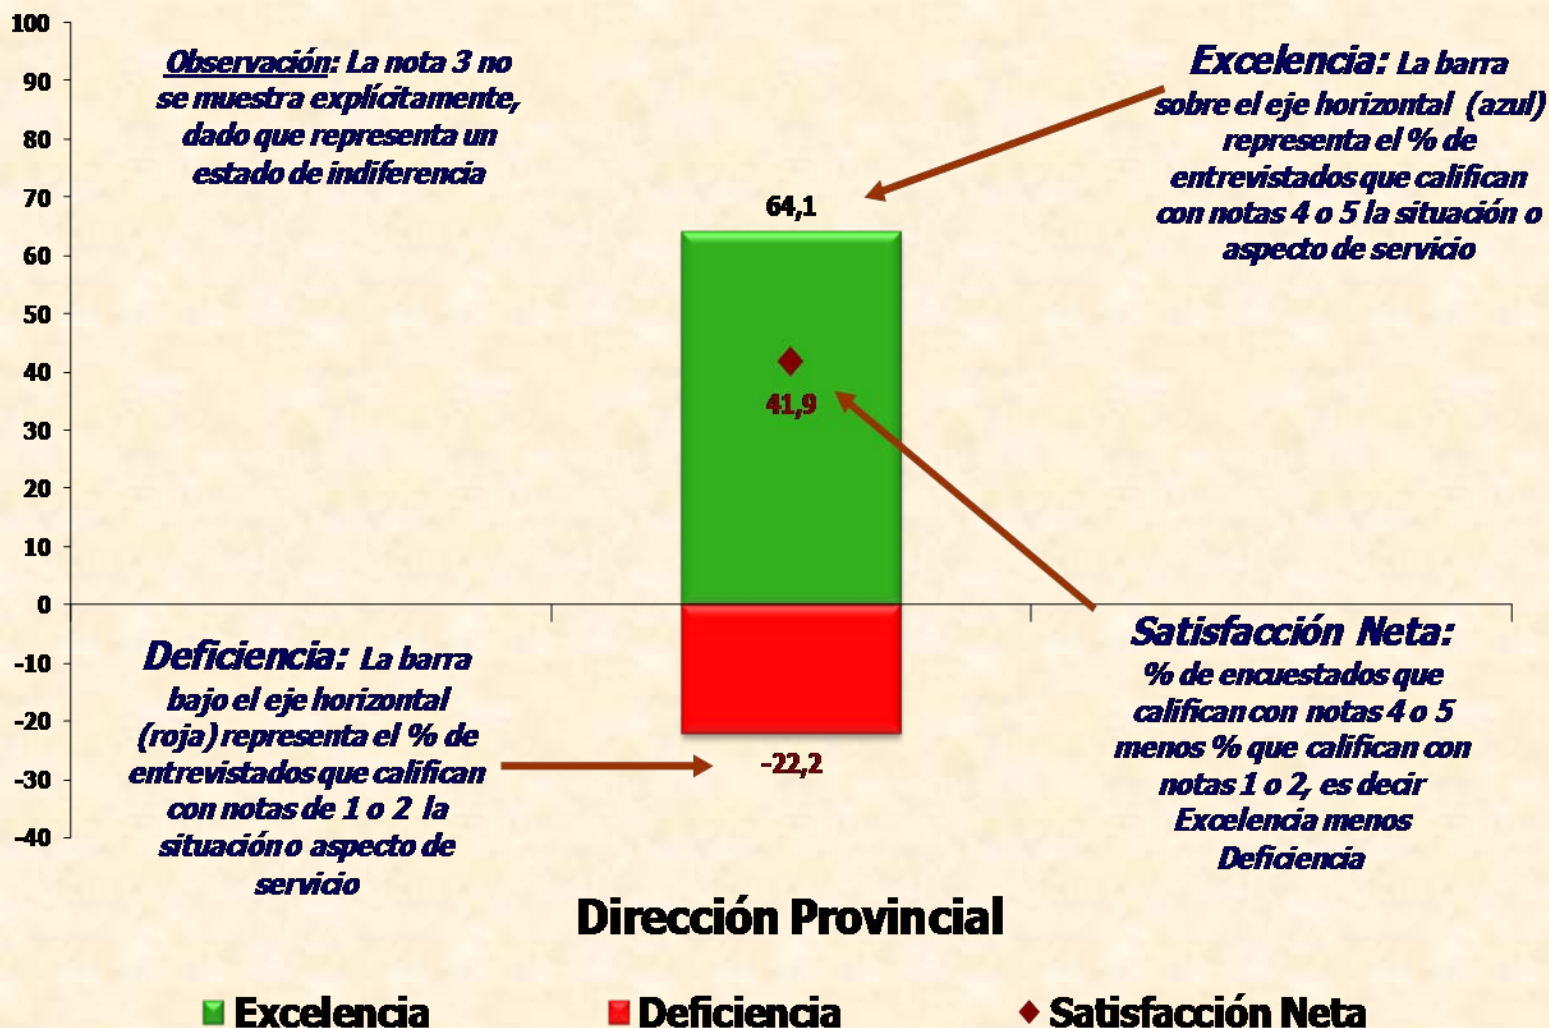 100
90
80
70
60
50
40
30
20
10
0
-10
-20
-30
-40
Observación: La nota 3 no
se muestra explícitamente,
dado que representa un
estado de indiferencia
Excelencia: La barra
sobre el eje horizontal (azul)
representa el % de
entrevistados que califican
con notas 4 o 5 la situación o
aspecto de servicio
64,1
41,9
-22,2
Deficiencia: La barra
bajo el eje horizontal
(roja) representa el % de
entrevistados que califican
con notas de 1 o 2 la
situación o aspecto de
servicio
Satisfacción Neta:
% de encuestados que
califican con notas 4 o 5
menos % que califican con
notas 1 o 2, es decir
Excelencia menos
Deficiencia
Dirección Provincial
Excelencia
Deficiencia
Satisfacción Neta